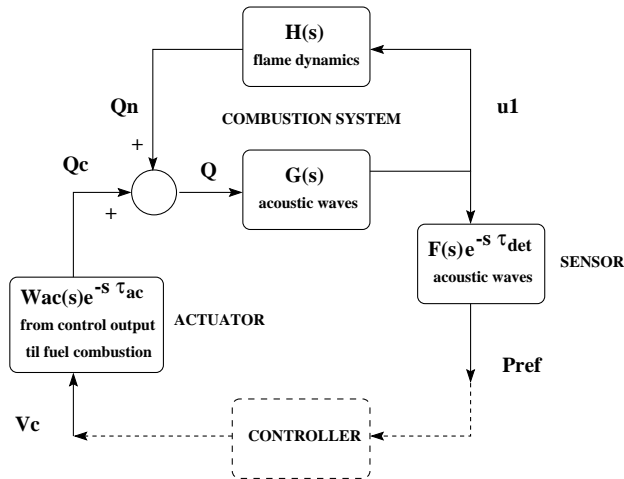 H(s)
flame dynamics
Qn
COMBUSTION SYSTEM
u1
+
Qc
Q
G(s)
acoustic waves
+
F(s)e^-s τdet
acoustic waves
SENSOR
Wac(s)e^-s τac
from control output
til fuel combustion
ACTUATOR
Pref
Vc
CONTROLLER